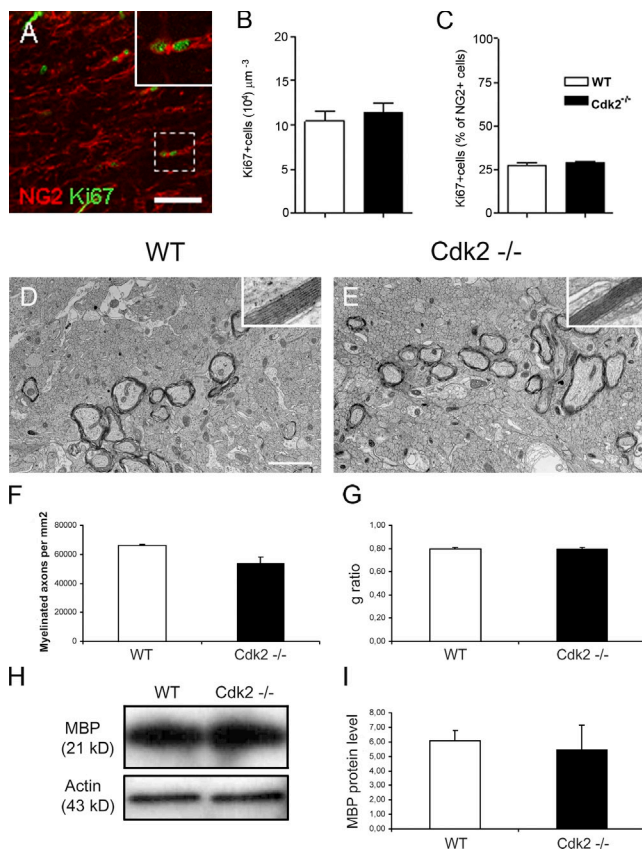 A
NG2 Ki67
B
Ki67+cells (10⁴) µm ⁻³
20
15
10
5
0
C
Ki67+cells (% of NG2+ cells)
100
75
50
25
0
WT
Cdk2⁻/⁻
WT
Cdk2 -/-
D
E
F
Myelinated axons per mm2
80000
60000
40000
20000
0
WT
Cdk2 -/-
G
g ratio
1,00
0,80
0,60
0,40
0,20
0,00
WT
Cdk2 -/-
H
WT Cdk2 -/-
MBP
(21 kD)
Actin
(43 kD)
I
MBP protein level
8,00
7,00
6,00
5,00
4,00
3,00
2,00
1,00
0,00
WT
Cdk2 -/-